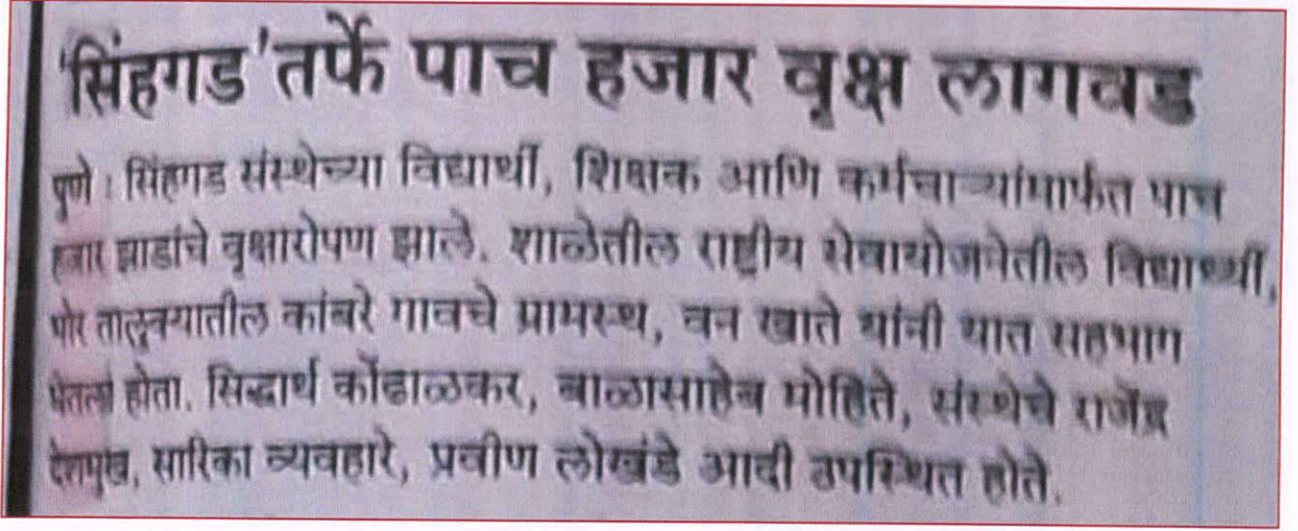 'सिंहगड'तर्फे पाच हजार वृक्ष लागवड
पुणे : सिंहगड संस्थेच्या विद्यार्थी, शिक्षक आणि कर्मचाऱ्यांमार्फत पाच
हजार झाडांचे वृक्षारोपण झाले. शाळेतील राष्ट्रीय सेवायोजनेतील विद्यार्थ्यी,
भोर तालुक्यातील कांबरे गावचे ग्रामस्थ, वन खाते यांनी यात सहभाग
घेतला होता. सिद्धार्थ कोंढाळकर, बाळासाहेब मोहिते, संस्थेचे राजेंद्र
देशमुख, सारिका व्यवहारे, प्रवीण लोखंडे आदी उपस्थित होते.